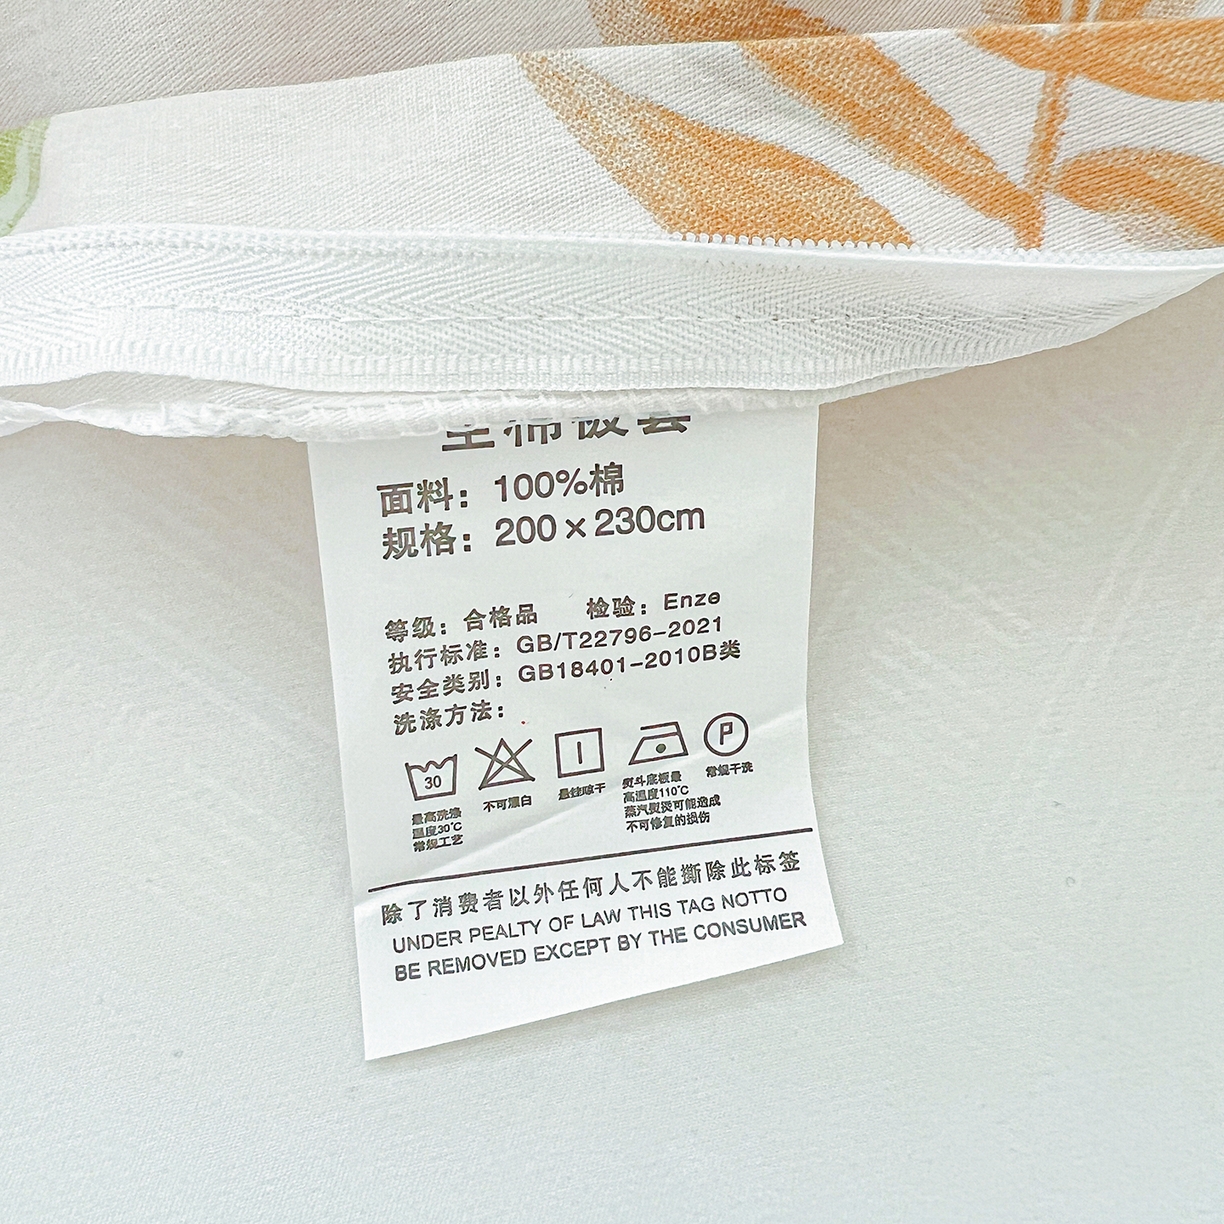 全棉被套
面料：100%棉
规格：200×230cm
等级：合格品 检验：Enze
执行标准：GB/T22796-2021
安全类别：GB18401-2010B类
洗涤方法：
30
P
最高洗涤
温度30℃
常规工艺
不可漂白
悬挂晾干
熨斗底板最
高温度110℃
蒸汽熨烫可能造成
不可修复的损伤
常规干洗
除了消费者以外任何人不能撕除此标签
UNDER PEALTY OF LAW THIS TAG NOTTO
BE REMOVED EXCEPT BY THE CONSUMER